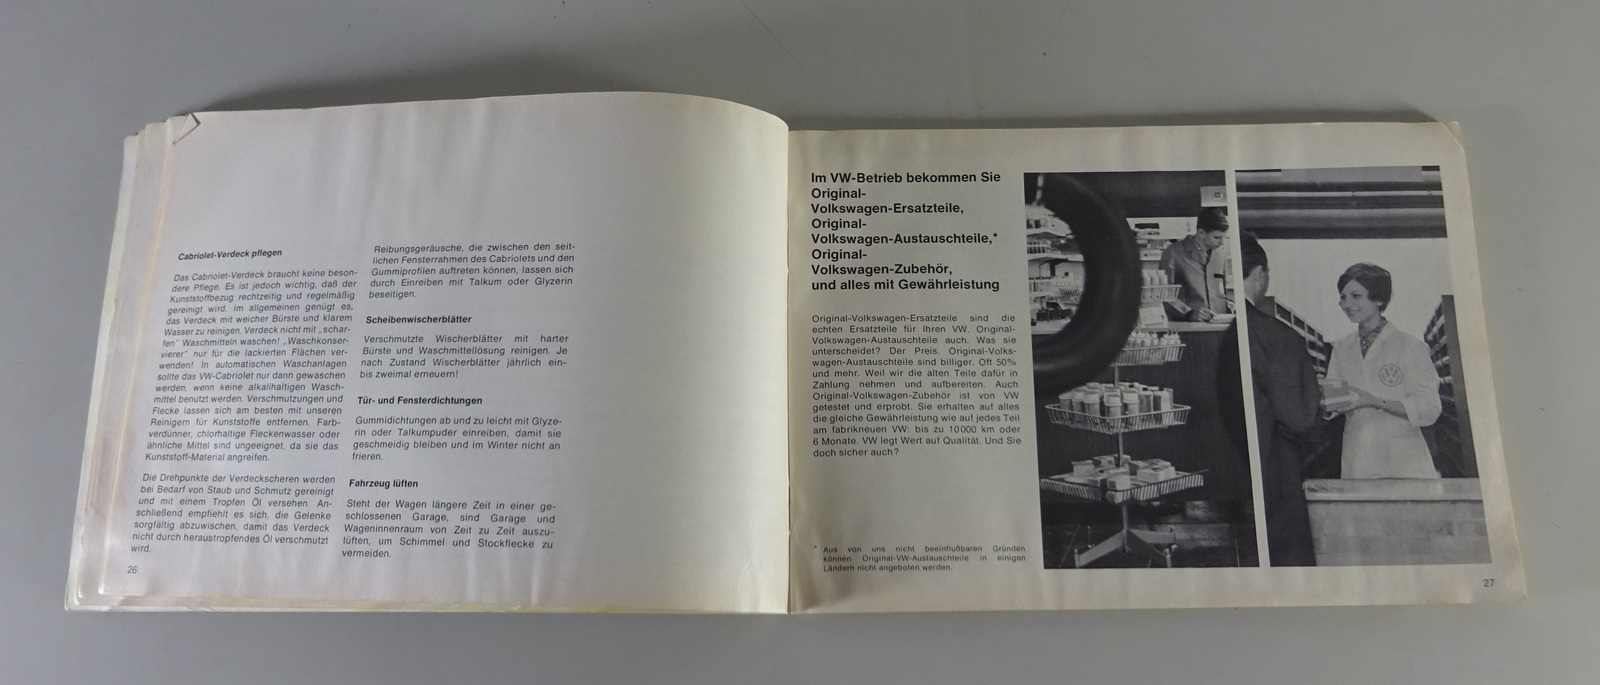 Cabriolet-Verdeck pflegen
Das Cabriolet-Verdeck braucht keine beson-
dere Pflege. Es ist jedoch wichtig, daß der
Kunststoffbezug rechtzeitig und regelmäßig
gereinigt wird. Im allgemeinen genügt es,
das Verdeck mit weicher Bürste und klarem
Wasser zu reinigen. Verdeck nicht mit „schar-
fen" Waschmitteln waschen! „Waschkonser-
vierer" nur für die lackierten Flächen ver-
wenden! In automatischen Waschanlagen
sollte das VW-Cabriolet nur dann gewaschen
werden, wenn keine alkalihaltigen Wasch-
mittel benutzt werden. Verschmutzungen und
Flecke lassen sich am besten mit unseren
Reinigern für Kunststoffe entfernen. Farb-
verdünner, chlorhaltige Fleckenwasser oder
ähnliche Mittel sind ungeeignet, da sie das
Kunststoff-Material angreifen.
Die Drehpunkte der Verdeckscheren werden
bei Bedarf von Staub und Schmutz gereinigt
und mit einem Tropfen Öl versehen. An-
schließend empfiehlt es sich, die Gelenke
sorgfältig abzuwischen, damit das Verdeck
nicht durch heraustropfendes Öl verschmutzt
wird.
26
Reibungsgeräusche, die zwischen den seit-
lichen Fensterrahmen des Cabriolets und den
Gummiprofilen auftreten können, lassen sich
durch Einreiben mit Talkum oder Glyzerin
beseitigen.
Scheibenwischerblätter
Verschmutzte Wischerblätter mit harter
Bürste und Waschmittellösung reinigen. Je
nach Zustand Wischerblätter jährlich ein-
bis zweimal erneuern!
Tür- und Fensterdichtungen
Gummidichtungen ab und zu leicht mit Glyze-
rin oder Talkumpuder einreiben, damit sie
geschmeidig bleiben und im Winter nicht an
frieren.
Fahrzeug lüften
Steht der Wagen längere Zeit in einer ge-
schlossenen Garage, sind Garage und
Wageninnenraum von Zeit zu Zeit auszu-
lüften, um Schimmel und Stockflecke zu
vermeiden.
Im VW-Betrieb bekommen Sie
Original-
Volkswagen-Ersatzteile,
Original-
Volkswagen-Austauschteile,*
Original-
Volkswagen-Zubehör,
und alles mit Gewährleistung
Original-Volkswagen-Ersatzteile sind die
echten Ersatzteile für Ihren VW. Original-
Volkswagen-Austauschteile auch. Was sie
unterscheidet? Der Preis. Original-Volks-
wagen-Austauschteile sind billiger. Oft 50%
und mehr. Weil wir die alten Teile dafür in
Zahlung nehmen und aufbereiten. Auch
Original-Volkswagen-Zubehör ist von VW
getestet und erprobt. Sie erhalten auf alles
die gleiche Gewährleistung wie auf jedes Teil
am fabrikneuen VW: bis zu 10000 km oder
6 Monate. VW legt Wert auf Qualität. Und Sie
doch sicher auch?
* Aus von uns nicht beeinflußbaren Gründen
können Original-VW-Austauschteile in einigen
Ländern nicht angeboten werden.
27